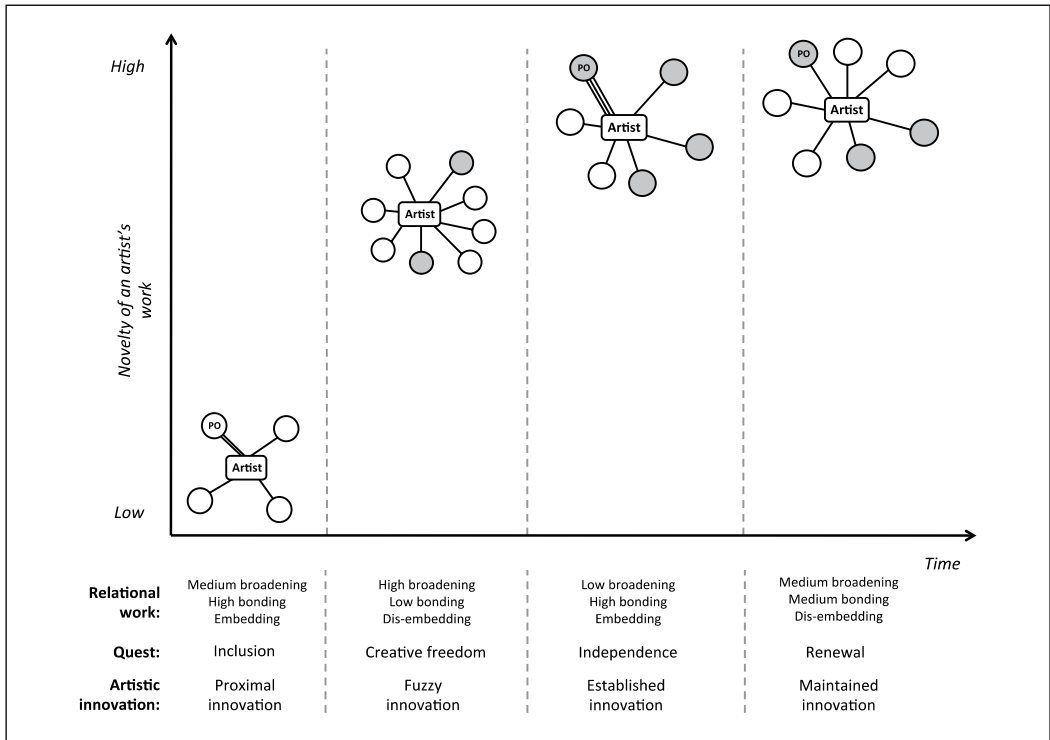 High
PO
Artist
PO
Artist
Artist
PO
Artist
Novelty of an artist's
work
Low
Time
Relational
work:
Medium broadening
High bonding
Embedding
High broadening
Low bonding
Dis-embedding
Low broadening
High bonding
Embedding
Medium broadening
Medium bonding
Dis-embedding
Quest:
Inclusion
Creative freedom
Independence
Renewal
Artistic
innovation:
Proximal
innovation
Fuzzy
innovation
Established
innovation
Maintained
innovation